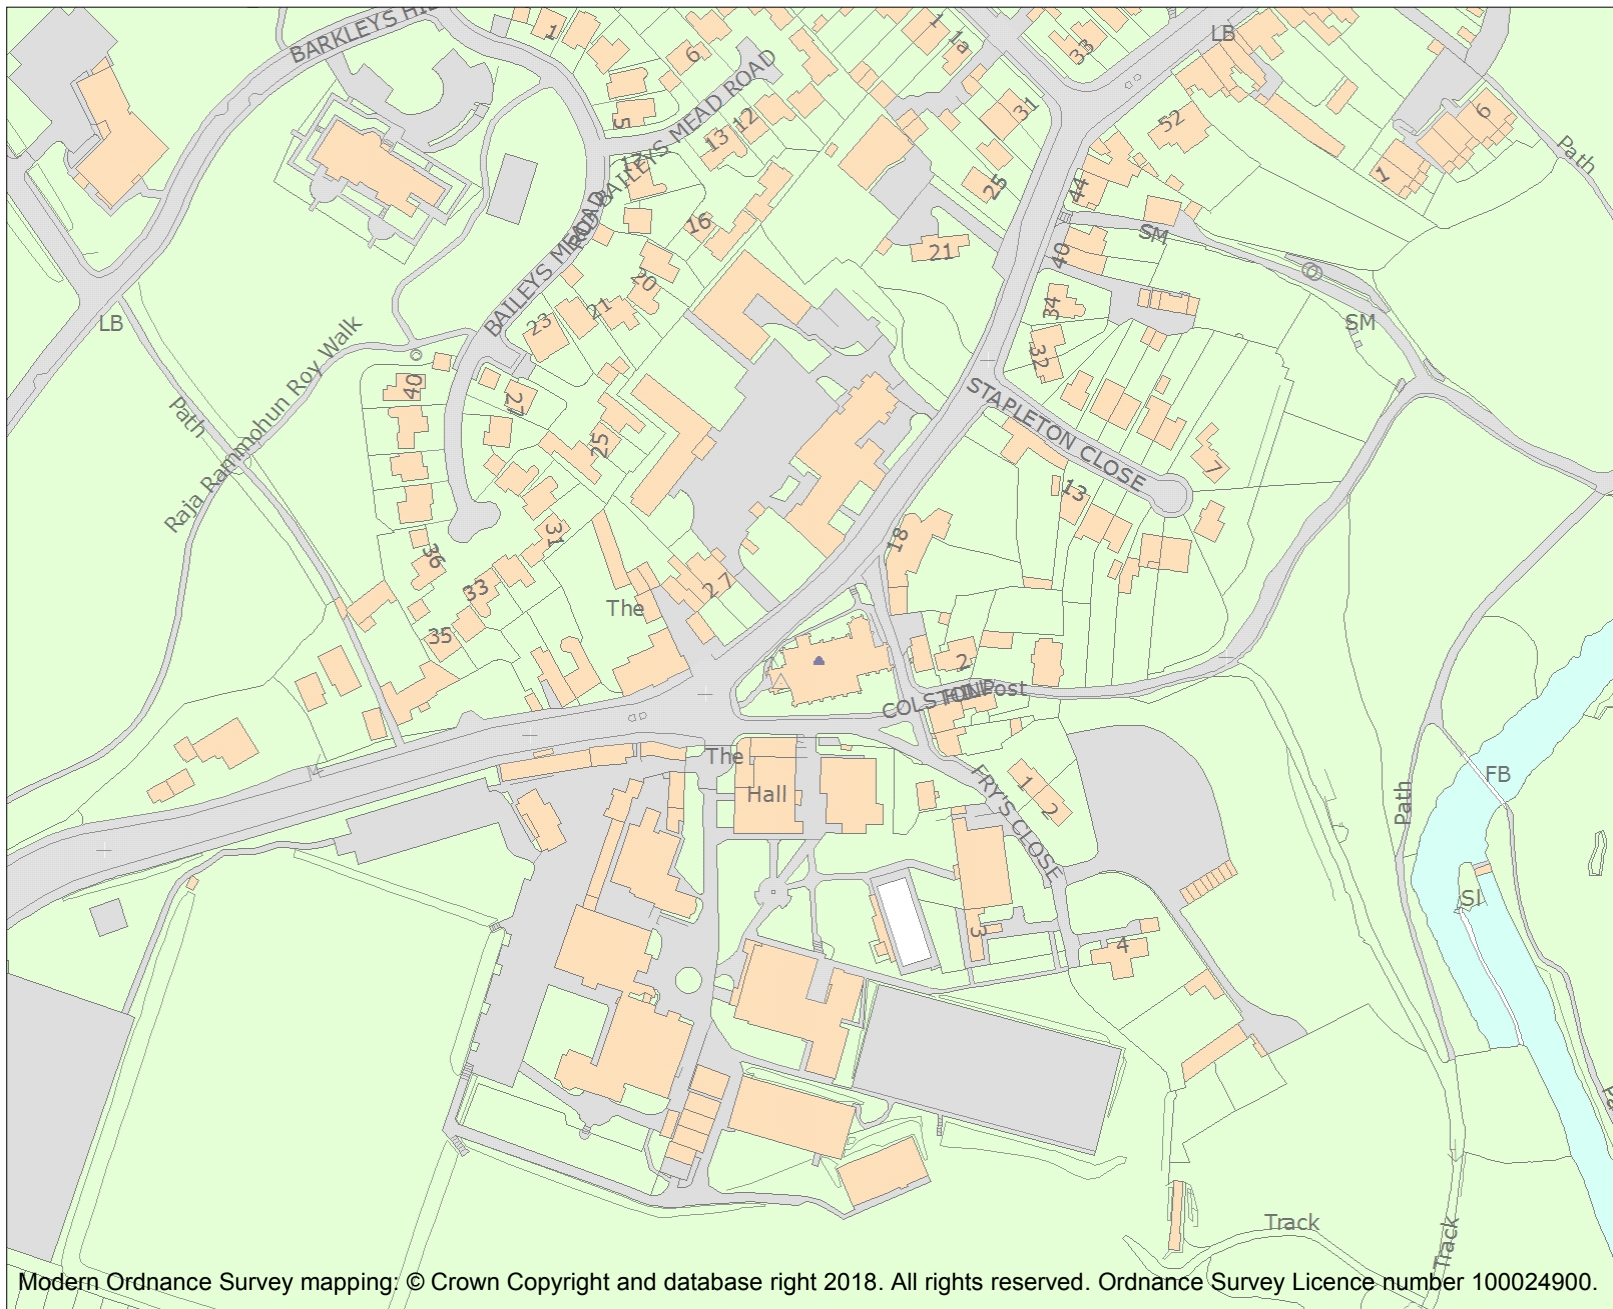 BARKLEYS HI
1
6
BAILEYS MEAD ROAD
1
1a
33
LB
5
13
12
31
52
6
1
Path
17
25
44
16
21
40
SM
20
21
23
BAILEYS MEAD ROAD
34
SM
LB
Raja Rammohun Roy Walk
Path
40
27
25
32
STAPLETON CLOSE
7
13
36
31
33
35
18
The
2 7
2
COLSTON
HILL
Post
The
Hall
FRY'S CLOSE
1
2
Path
FB
Sl
3
4
Track
Track
Modern Ordnance Survey mapping: © Crown Copyright and database right 2018. All rights reserved. Ordnance Survey Licence number 100024900.